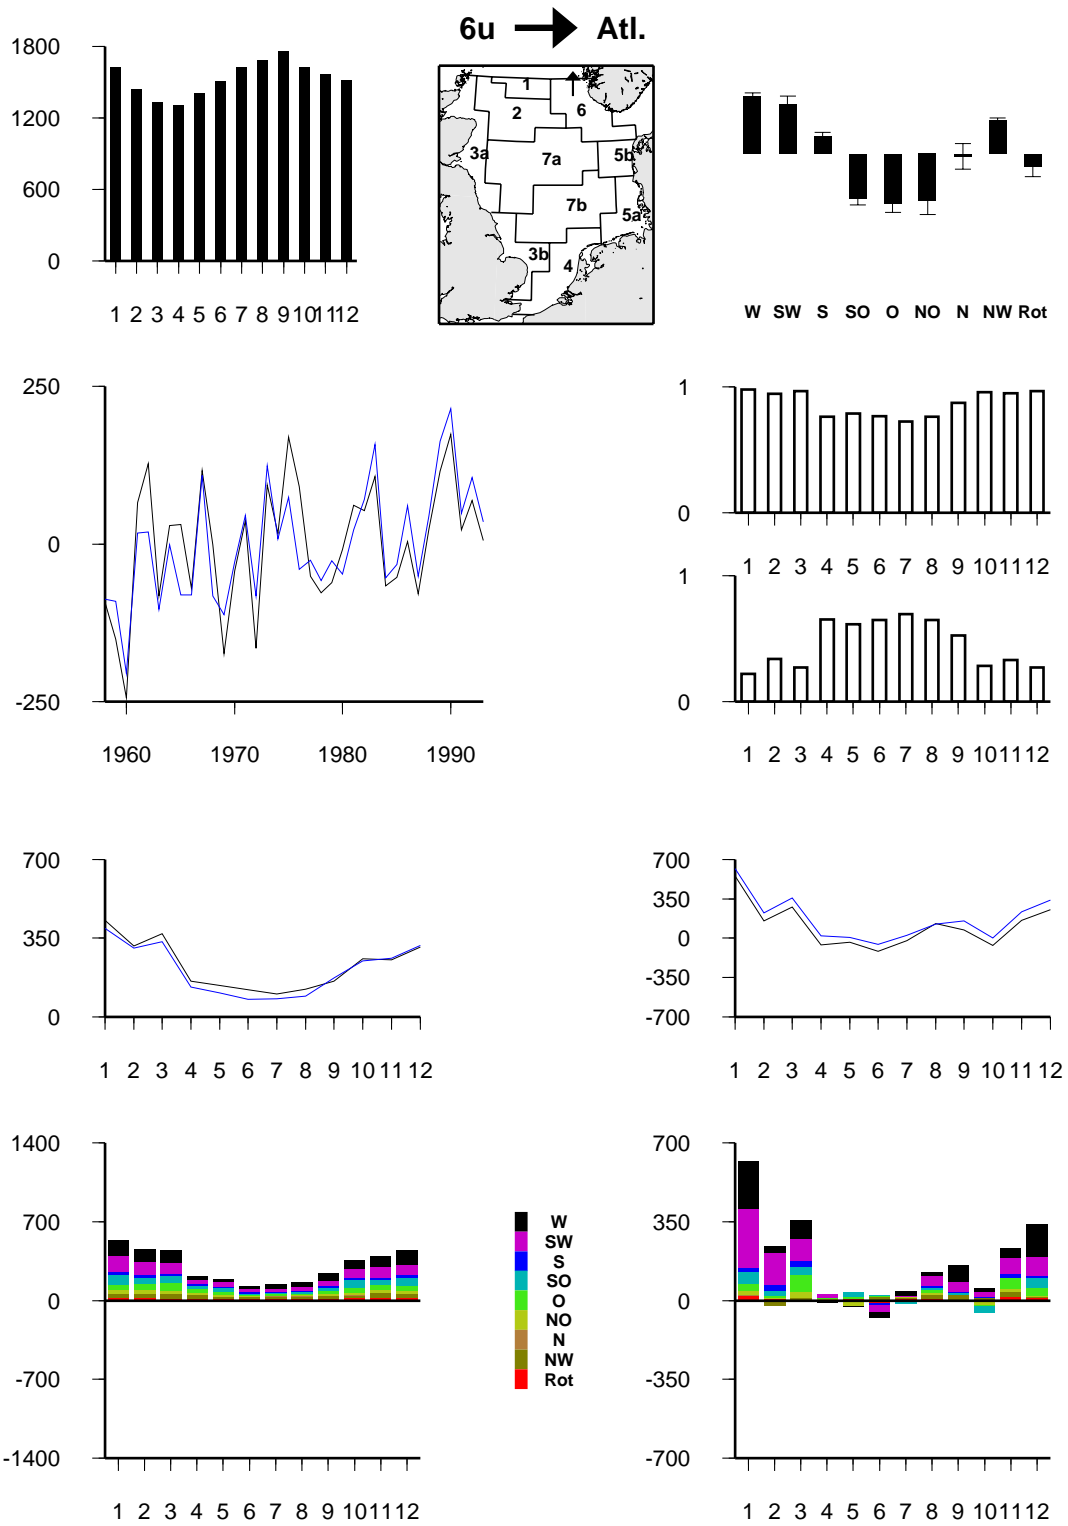 6u Atl.
1800
1200
600
0
1 2 3 4 5 6 7 8 9 10 11 12
1
2
6
3a
7a
5b
7b
5a
3b
4
W SW S SO O NO N NW Rot
250
0
-250
1960 1970 1980 1990
1
0
1 2 3 4 5 6 7 8 9 10 11 12
1
0
1 2 3 4 5 6 7 8 9 10 11 12
700
350
0
1 2 3 4 5 6 7 8 9 10 11 12
700
350
0
-350
-700
1 2 3 4 5 6 7 8 9 10 11 12
1400
700
0
-700
-1400
1 2 3 4 5 6 7 8 9 10 11 12
W
SW
S
SO
O
NO
N
NW
Rot
700
350
0
-350
-700
1 2 3 4 5 6 7 8 9 10 11 12